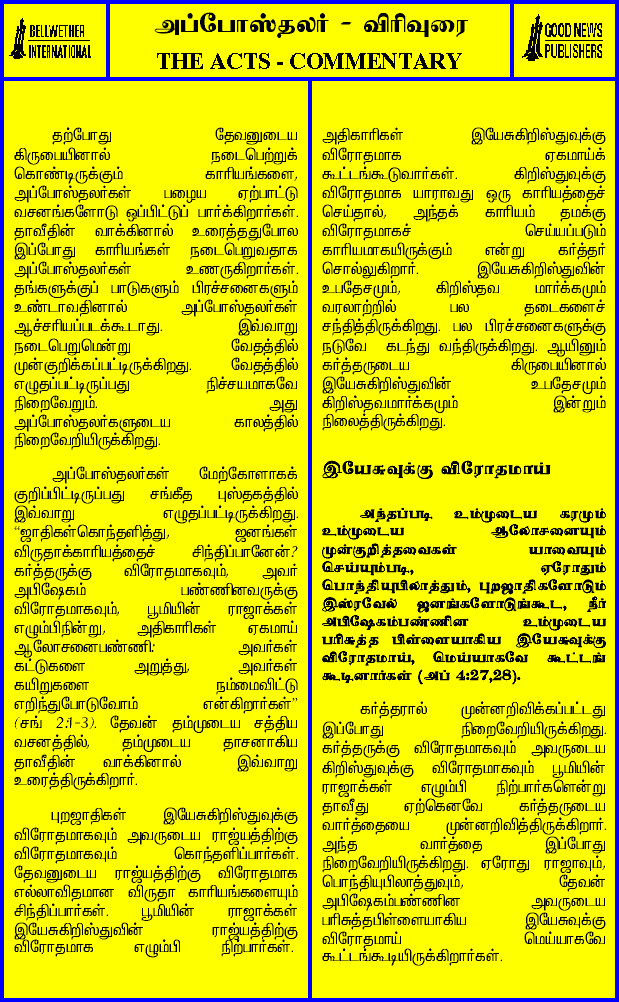 BELLWETHER
INTERNATIONAL
அப்போஸ்தலர் - விரிவுரை
THE ACTS - COMMENTARY
GOOD NEWS
PUBLISHERS
தற்போது தேவனுடைய
கிருபையினால் நடைபெற்றுக்
கொண்டிருக்கும் காரியங்களை,
அப்போஸ்தலர்கள் பழைய ஏற்பாட்டு
வசனங்களோடு ஒப்பிட்டுப் பார்க்கிறார்கள்.
தாவீதின் வாக்கினால் உரைத்ததுபோல
இப்போது காரியங்கள் நடைபெறுவதாக
அப்போஸ்தலர்கள் உணருகிறார்கள்.
தங்களுக்குப் பாடுகளும் பிரச்சனைகளும்
உண்டாவதினால் அப்போஸ்தலர்கள்
ஆச்சரியப்படக்கூடாது. இவ்வாறு
நடைபெறுமென்று வேதத்தில்
முன்குறிக்கப்பட்டிருக்கிறது. வேதத்தில்
எழுதப்பட்டிருப்பது நிச்சயமாகவே
நிறைவேறும். அது
அப்போஸ்தலர்களுடைய காலத்தில்
நிறைவேறியிருக்கிறது.
அப்போஸ்தலர்கள் மேற்கோளாகக்
குறிப்பிட்டிருப்பது சங்கீத புஸ்தகத்தில்
இவ்வாறு எழுதப்பட்டிருக்கிறது.
“ஜாதிகள்கொந்தளித்து, ஜனங்கள்
விருதாக்காரியத்தைச் சிந்திப்பானேன்?
கர்த்தருக்கு விரோதமாகவும், அவர்
அபிஷேகம் பண்ணினவருக்கு
விரோதமாகவும், பூமியின் ராஜாக்கள்
எழும்பிநின்று, அதிகாரிகள் ஏகமாய்
ஆலோசனைபண்ணி: அவர்கள்
கட்டுகளை அறுத்து, அவர்கள்
கயிறுகளை நம்மைவிட்டு
எறிந்துபோடுவோம் என்கிறார்கள்”
(சங் 2:1-3). தேவன் தம்முடைய சத்திய
வசனத்தில், தம்முடைய தாசனாகிய
தாவீதின் வாக்கினால் இவ்வாறு
உரைத்திருக்கிறார்.
புறஜாதிகள் இயேசுகிறிஸ்துவுக்கு
விரோதமாகவும் அவருடைய ராஜ்யத்திற்கு
விரோதமாகவும் கொந்தளிப்பார்கள்.
தேவனுடைய ராஜ்யத்திற்கு விரோதமாக
எல்லாவிதமான விருதா காரியங்களையும்
சிந்திப்பார்கள். பூமியின் ராஜாக்கள்
இயேசுகிறிஸ்துவின் ராஜ்யத்திற்கு
விரோதமாக எழும்பி நிற்பார்கள்.
அதிகாரிகள் இயேசுகிறிஸ்துவுக்கு
விரோதமாக ஏகமாய்க்
கூட்டங்கூடுவார்கள். கிறிஸ்துவுக்கு
விரோதமாக யாராவது ஒரு காரியத்தைச்
செய்தால், அந்தக் காரியம் தமக்கு
விரோதமாகச் செய்யப்படும்
காரியமாகயிருக்கும் என்று கர்த்தர்
சொல்லுகிறார். இயேசுகிறிஸ்துவின்
உபதேசமும், கிறிஸ்தவ மார்க்கமும்
வரலாற்றில் பல தடைகளைச்
சந்தித்திருக்கிறது. பல பிரச்சனைகளுக்கு
நடுவே கடந்து வந்திருக்கிறது. ஆயினும்
கர்த்தருடைய கிருபையினால்
இயேசுகிறிஸ்துவின் உபதேசமும்
கிறிஸ்தவமார்க்கமும் இன்றும்
நிலைத்திருக்கிறது.
இயேசுவுக்கு விரோதமாய்
அந்தப்படி உம்முடைய கரமும்
உம்முடைய ஆலோசனையும்
முன்குறித்தவைகள் யாவையும்
செய்யும்படி, ஏரோதும்
பொந்தியுபிலாத்தும், புறஜாதிகளோடும்
இஸ்ரவேல் ஜனங்களோடுங்கூட, நீர்
அபிஷேகம்பண்ணின உம்முடைய
பரிசுத்த பிள்ளையாகிய இயேசுவுக்கு
விரோதமாய், மெய்யாகவே கூட்டங்
கூடினார்கள் (அப் 4:27,28).
கர்த்தரால் முன்னறிவிக்கப்பட்டது
இப்போது நிறைவேறியிருக்கிறது.
கர்த்தருக்கு விரோதமாகவும் அவருடைய
கிறிஸ்துவுக்கு விரோதமாகவும் பூமியின்
ராஜாக்கள் எழும்பி நிற்பார்களென்று
தாவீது ஏற்கெனவே கர்த்தருடைய
வார்த்தையை முன்னறிவித்திருக்கிறார்.
அந்த வார்த்தை இப்போது
நிறைவேறியிருக்கிறது. ஏரோது ராஜாவும்,
பொந்தியுபிலாத்துவும், தேவன்
அபிஷேகம்பண்ணின அவருடைய
பரிசுத்தபிள்ளையாகிய இயேசுவுக்கு
விரோதமாய் மெய்யாகவே
கூட்டங்கூடியிருக்கிறார்கள்.